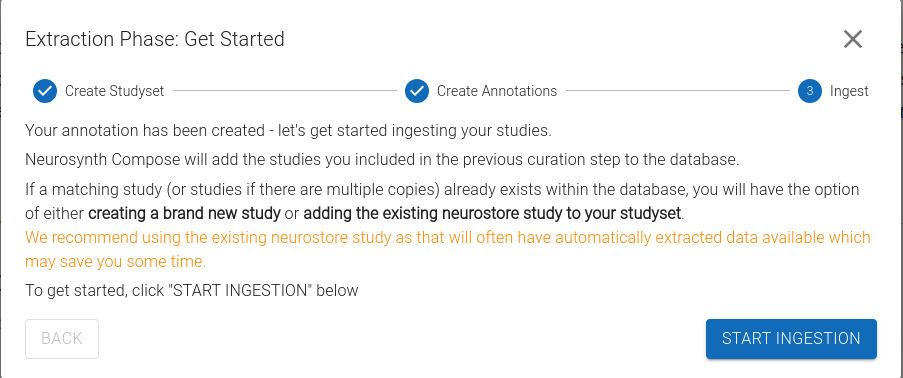 Extraction Phase: Get Started
Create Studyset
Create Annotations
3 Ingest
Your annotation has been created - let's get started ingesting your studies.
Neurosynth Compose will add the studies you included in the previous curation step to the database.
If a matching study (or studies if there are multiple copies) already exists within the database, you will have the option
of either creating a brand new study or adding the existing neurostore study to your studyset.
We recommend using the existing neurostore study as that will often have automatically extracted data available which
may save you some time.
To get started, click "START INGESTION" below
BACK
START INGESTION